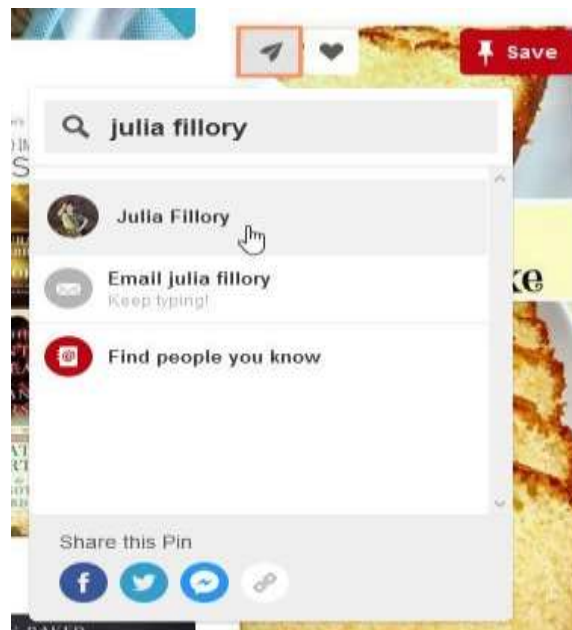 Save
julia fillory
Julia Fillory
Email julia fillory
Keep typing!
Find people you know
Share this Pin